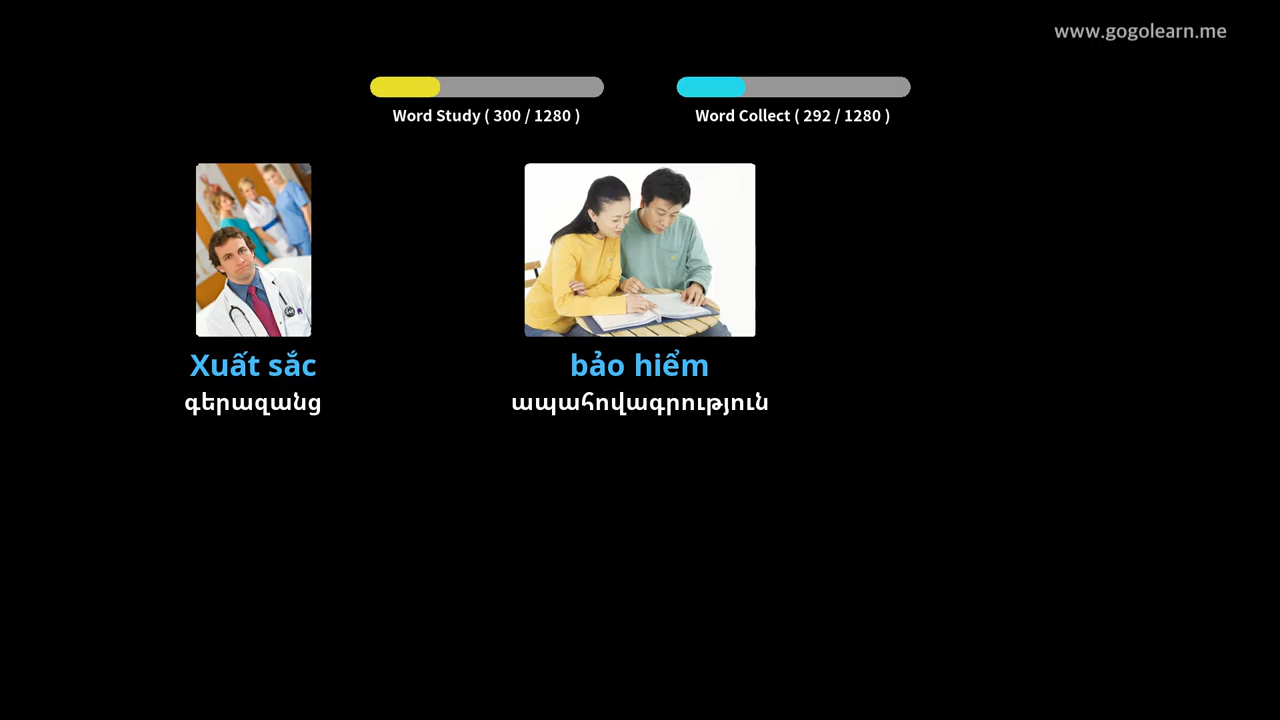 www.gogolearn.me
Word Study ( 300 / 1280 )
Word Collect ( 292 / 1280 )
Xuất sắc
գերազանց
bảo hiểm
ապահովագրություն